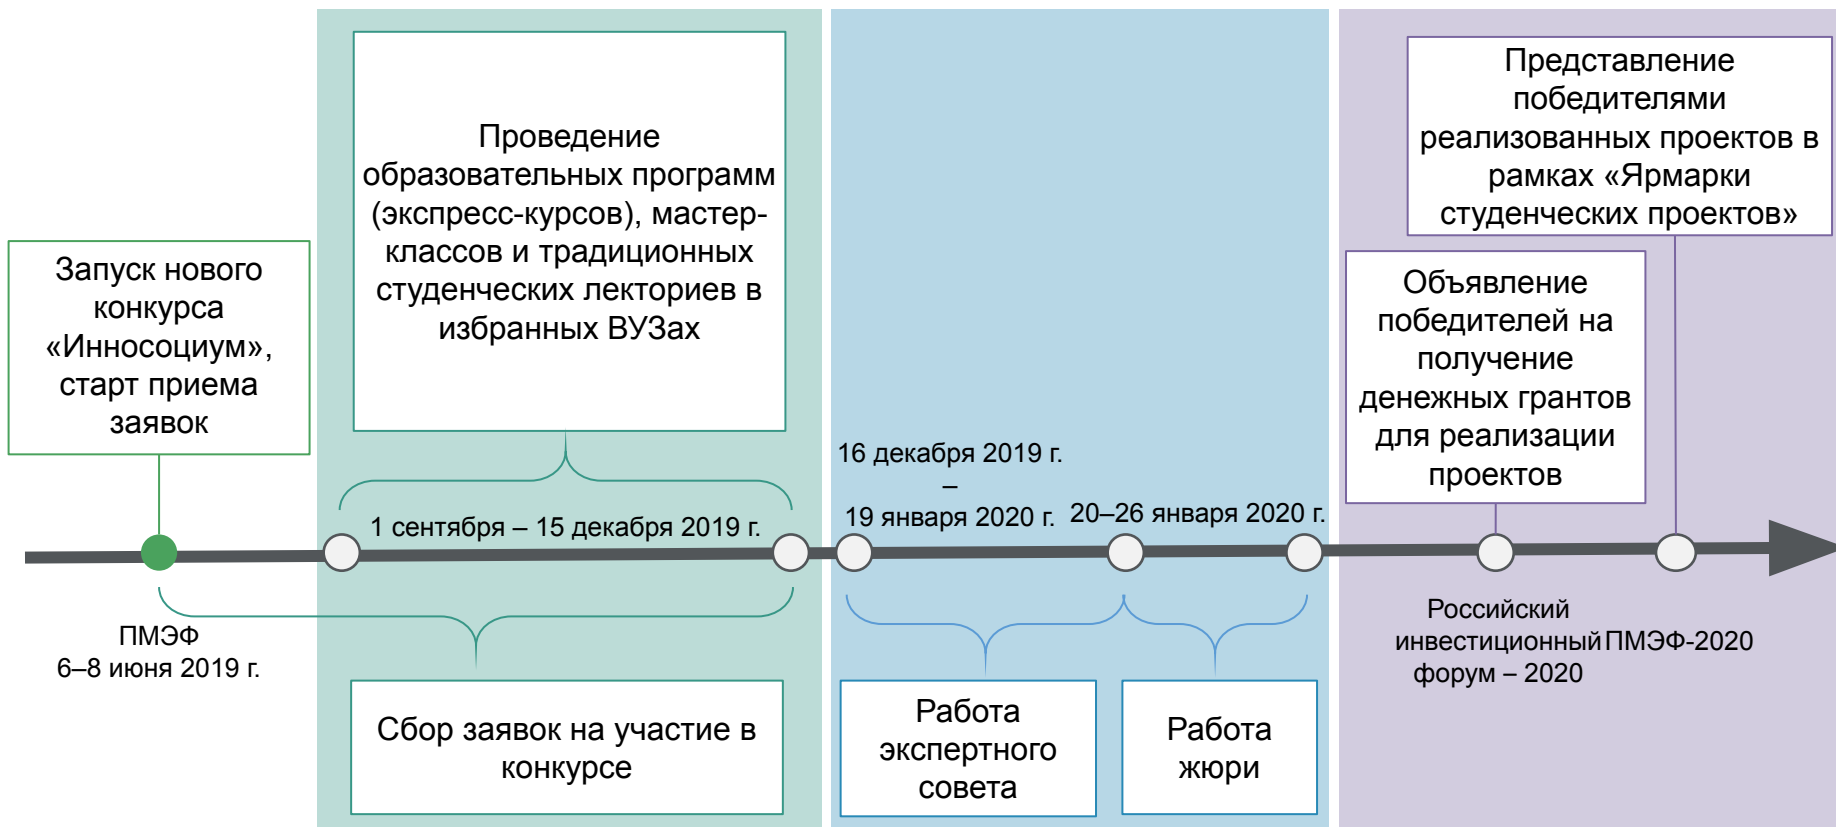 Запуск нового
конкурса
«Инносоциум»,
старт приема
заявок
ПМЭФ
6–8 июня 2019 г.
Проведение
образовательных программ
(экспресс-курсов), мастер-
классов и традиционных
студенческих лекториев в
избранных ВУЗах
1 сентября – 15 декабря 2019 г.
Сбор заявок на участие в
конкурсе
16 декабря 2019 г.
–
19 января 2020 г.
20–26 января 2020 г.
Работа
экспертного
совета
Работа
жюри
Представление
победителями
реализованных проектов в
рамках «Ярмарки
студенческих проектов»
Объявление
победителей на
получение
денежных грантов
для реализации
проектов
Российский
инвестиционный
форум – 2020
ПМЭФ-2020